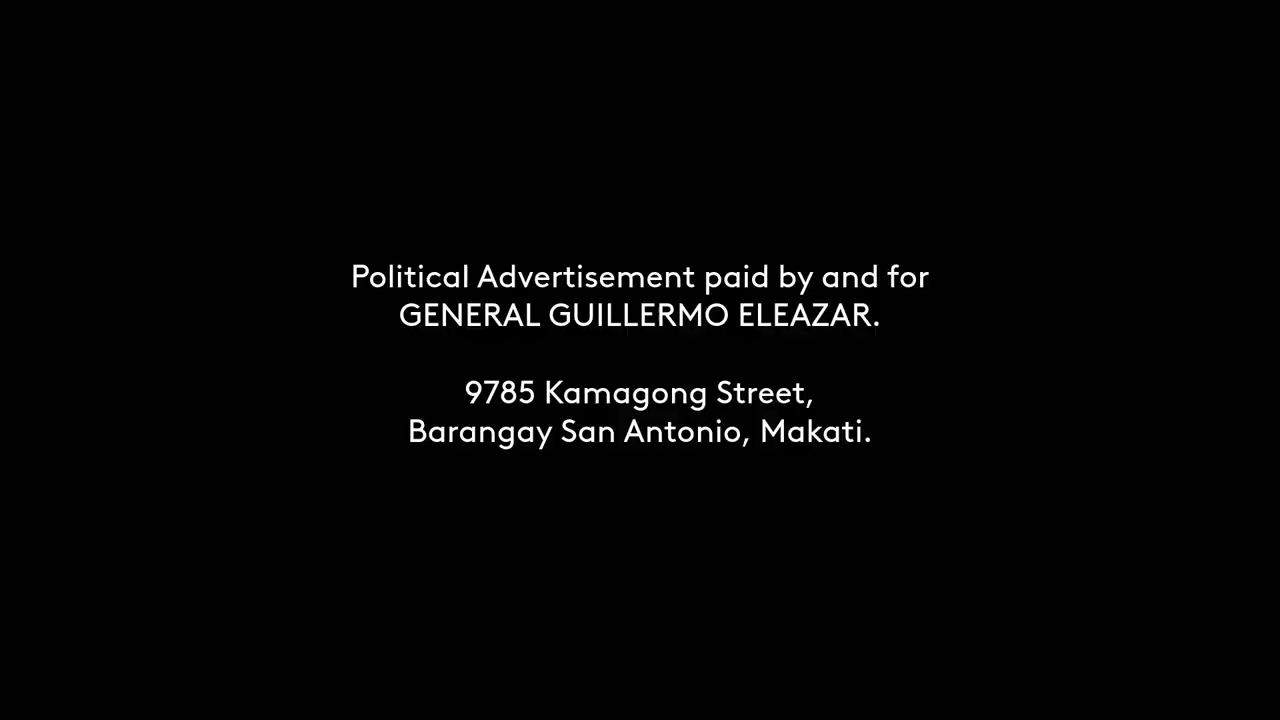 Political Advertisement paid by and for
GENERAL GUILLERMO ELEAZAR.
9785 Kamagong Street,
Barangay San Antonio, Makati.